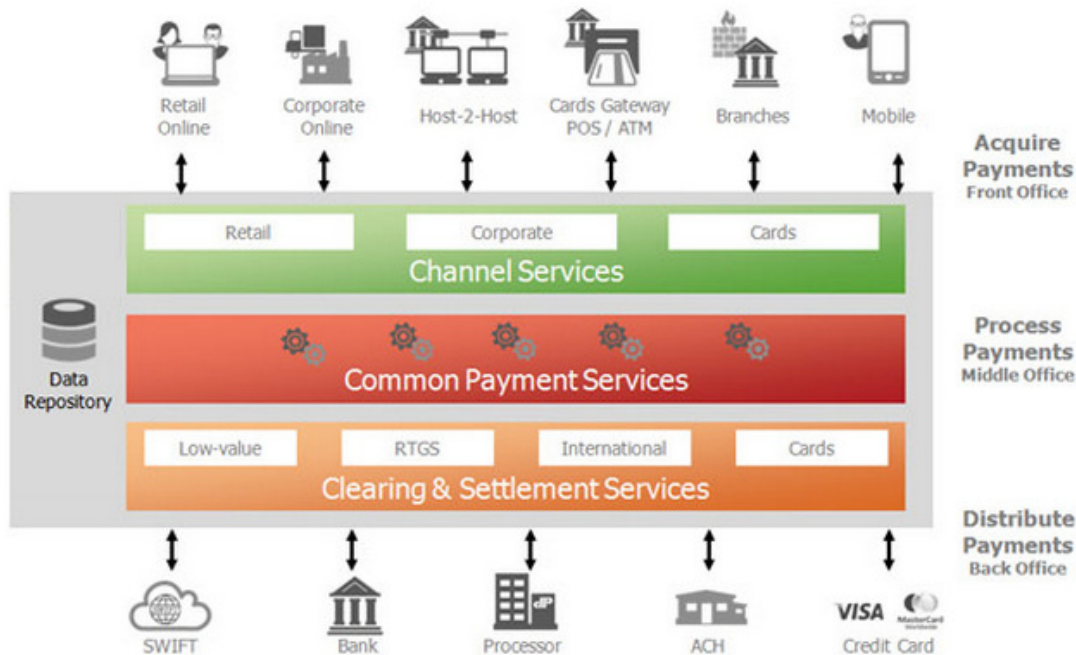 Retail
Online
Corporate
Online
Host-2-Host
Cards Gateway
POS / ATM
Branches
Mobile
Acquire
Payments
Front Office
Retail
Corporate
Cards
Channel Services
Data
Repository
Common Payment Services
Process
Payments
Middle Office
Low-value
RTGS
International
Cards
Clearing & Settlement Services
Distribute
Payments
Back Office
SWIFT
Bank
Processor
ACH
VISA
MasterCard
Worldwide
Credit Card